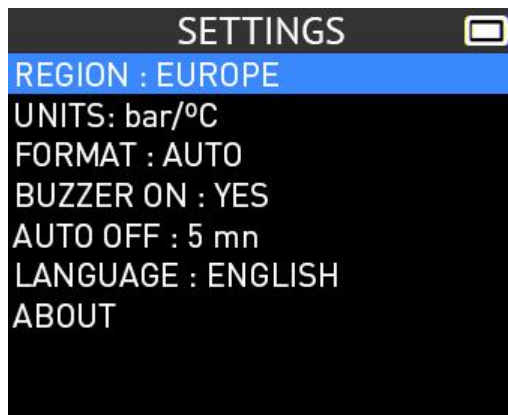 SETTINGS
REGION : EUROPE
UNITS: bar/ºC
FORMAT : AUTO
BUZZER ON : YES
AUTO OFF : 5 mn
LANGUAGE : ENGLISH
ABOUT